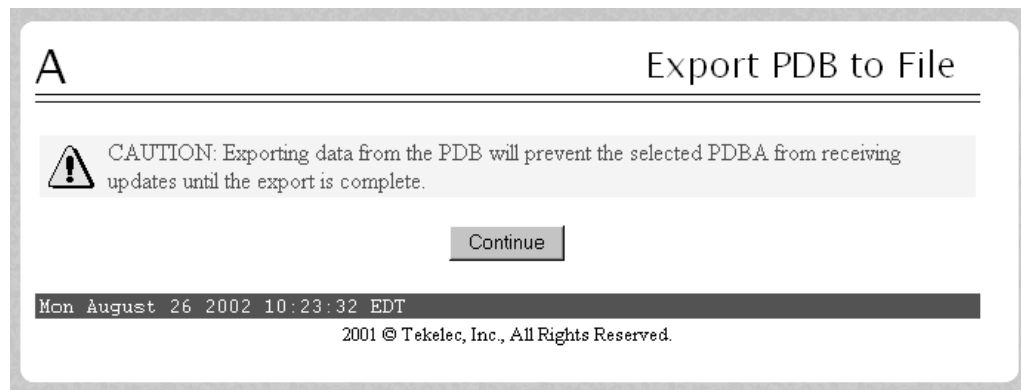 A
Export PDB to File
CAUTION: Exporting data from the PDB will prevent the selected PDBA from receiving
updates until the export is complete.
Continue
Mon August 26 2002 10:23:32 EDT
2001 © Tekelec, Inc., All Rights Reserved.